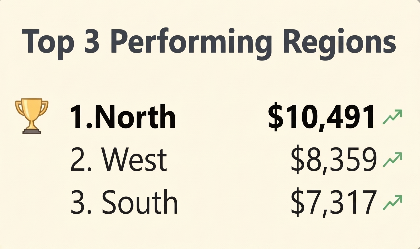 Top 3 Performing Regions
1.North $10,491
2. West $8,359
3. South $7,317